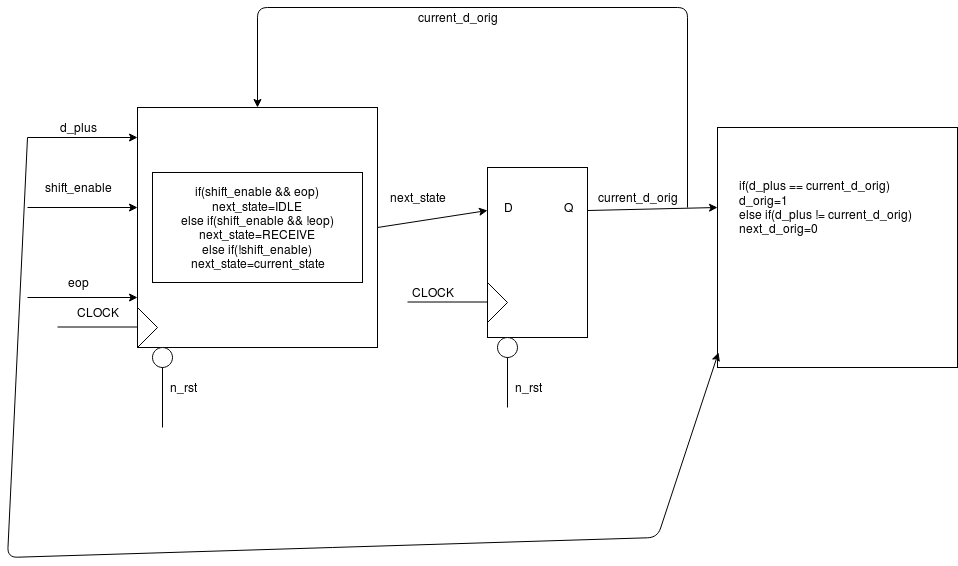 current_d_orig
d_plus
shift_enable
eop
CLOCK
if(shift_enable && eop)
next_state=IDLE
else if(shift_enable && !eop)
next_state=RECEIVE
else if(!shift_enable)
next_state=current_state
n_rst
next_state
D
Q
CLOCK
n_rst
current_d_orig
if(d_plus == current_d_orig)
d_orig=1
else if(d_plus != current_d_orig)
next_d_orig=0